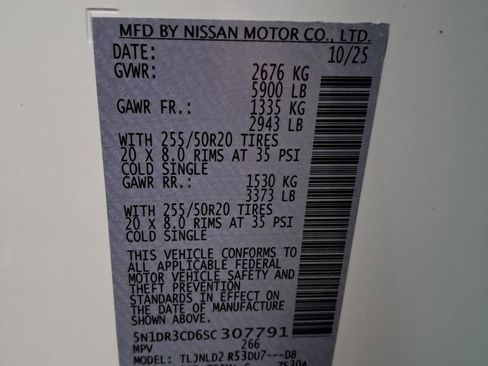 MFD BY NISSAN MOTOR CO., LTD.
DATE: 10/25
GVWR: 2676 KG
5900 LB
GAWR FR.: 1335 KG
2943 LB
WITH 255/50R20 TIRES
20 X 8.0 RIMS AT 35 PSI
COLD SINGLE
GAWR RR.: 1530 KG
3373 LB
WITH 255/50R20 TIRES
20 X 8.0 RIMS AT 35 PSI
COLD SINGLE
THIS VEHICLE CONFORMS TO
ALL APPLICABLE FEDERAL
MOTOR VEHICLE SAFETY AND
THEFT PREVENTION
STANDARDS IN EFFECT ON
THE DATE OF MANUFACTURE
SHOWN ABOVE.
5N1DR3CD6SC307791
MPV 266
MODEL: TLJNLD2 R53DU7---DB